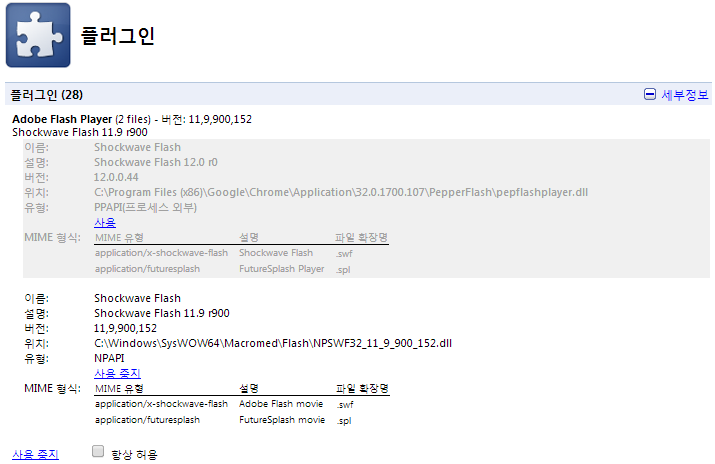 플러그인
플러그인 (28) 세부정보
Adobe Flash Player (2 files) - 버전: 11,9,900,152
Shockwave Flash 11.9 r900
이름: Shockwave Flash
설명: Shockwave Flash 12.0 r0
버전: 12.0.0.44
위치: C:\Program Files (x86)\Google\Chrome\Application\32.0.1700.107\PepperFlash\pepflashplayer.dll
유형: PPAPI(프로세스 외부)
사용
MIME 형식: MIME 유형 설명 파일 확장명
application/x-shockwave-flash Shockwave Flash .swf
application/futuresplash FutureSplash Player .spl
이름: Shockwave Flash
설명: Shockwave Flash 11.9 r900
버전: 11,9,900,152
위치: C:\Windows\SysWOW64\Macromed\Flash\NPSWF32_11_9_900_152.dll
유형: NPAPI
사용 중지
MIME 형식: MIME 유형 설명 파일 확장명
application/x-shockwave-flash Adobe Flash movie .swf
application/futuresplash FutureSplash movie .spl
사용 중지 항상 허용